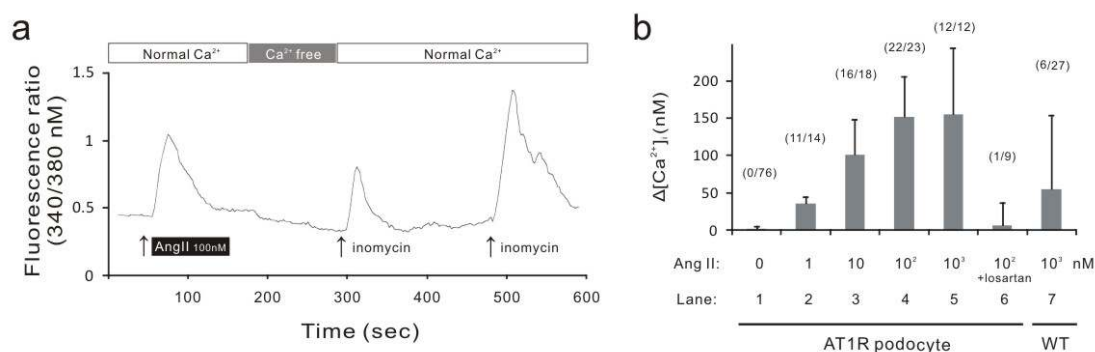 a
Normal Ca²⁺ Ca²⁺ free Normal Ca²⁺
Fluorescence ratio
(340/380 nM)
1.5
1
0.5
0
AngII 100nM
inomycin
inomycin
100 200 300 400 500 600
Time (sec)
b
Δ[Ca²⁺]ᵢ (nM)
200
150
100
50
0
(0/76)
(11/14)
(16/18)
(22/23)
(12/12)
(1/9)
(6/27)
Ang II: 0 1 10 10² 10³ 10² 10³ nM
+losartan
Lane: 1 2 3 4 5 6 7
AT1R podocyte WT